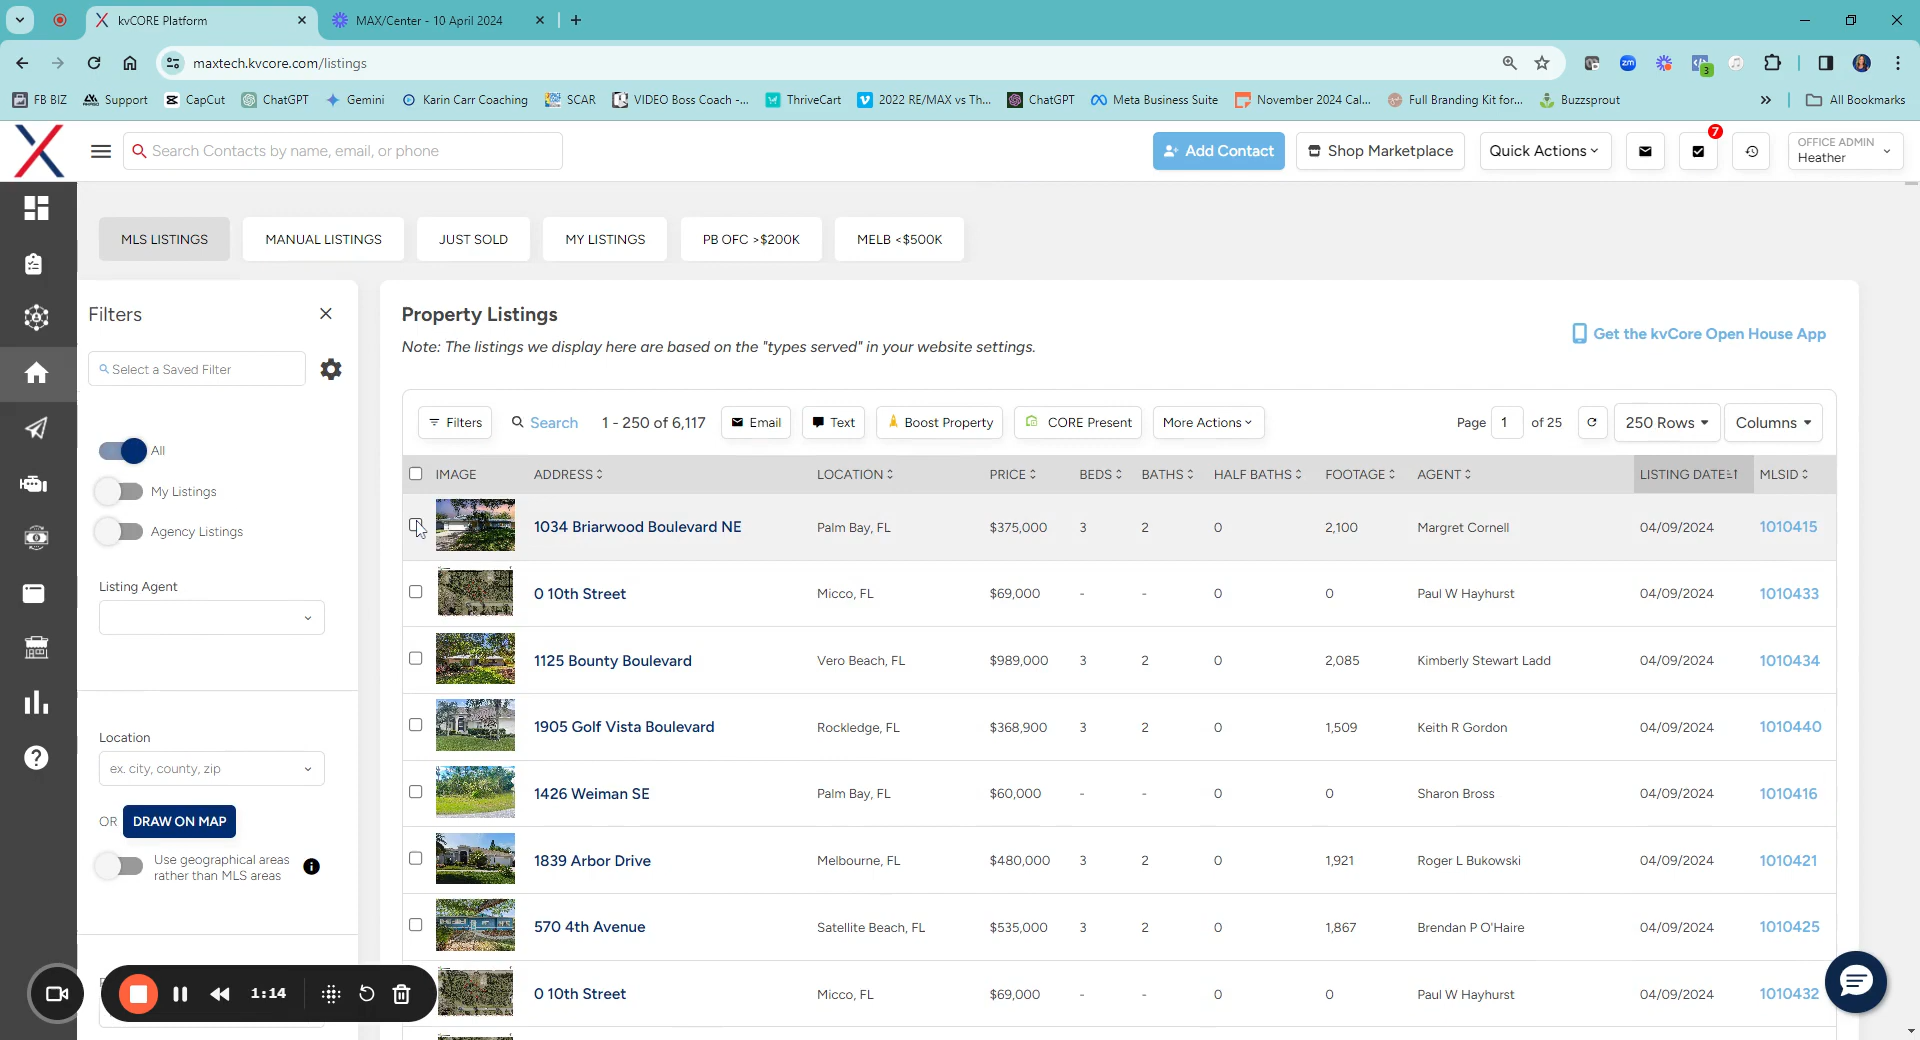 kvCORE Platform
MAX/Center - 10 April 2024
maxtech.kvcore.com/listings
3
FB BIZ
Support
CapCut
ChatGPT
Gemini
Karin Carr Coaching
SCAR
VIDEO Boss Coach -...
ThriveCart
2022 RE/MAX vs Th...
ChatGPT
Meta Business Suite
November 2024 Cal...
Full Branding Kit for...
Buzzsprout
»
All Bookmarks
Search Contacts by name, email, or phone
Add Contact
Shop Marketplace
Quick Actions
7
OFFICE ADMIN
Heather
MLS LISTINGS
MANUAL LISTINGS
JUST SOLD
MY LISTINGS
PB OFC >$200K
MELB <$500K
Filters
Select a Saved Filter
All
My Listings
Agency Listings
Listing Agent
Location
ex. city, county, zip
OR DRAW ON MAP
Use geographical areas
rather than MLS areas
1:14
Property Listings
Note: The listings we display here are based on the "types served" in your website settings.
Get the kvCore Open House App
Filters Search 1 - 250 of 6,117 Email Text Boost Property CORE Present More Actions Page 1 of 25 250 Rows Columns
IMAGE ADDRESS LOCATION PRICE BEDS BATHS HALF BATHS FOOTAGE AGENT LISTING DATE MLSID
1034 Briarwood Boulevard NE Palm Bay, FL $375,000 3 2 0 2,100 Margret Cornell 04/09/2024 1010415
0 10th Street Micco, FL $69,000 - - 0 0 Paul W Hayhurst 04/09/2024 1010433
1125 Bounty Boulevard Vero Beach, FL $989,000 3 2 0 2,085 Kimberly Stewart Ladd 04/09/2024 1010434
1905 Golf Vista Boulevard Rockledge, FL $368,900 3 2 0 1,509 Keith R Gordon 04/09/2024 1010440
1426 Weiman SE Palm Bay, FL $60,000 - - 0 0 Sharon Bross 04/09/2024 1010416
1839 Arbor Drive Melbourne, FL $480,000 3 2 0 1,921 Roger L Bukowski 04/09/2024 1010421
570 4th Avenue Satellite Beach, FL $535,000 3 2 0 1,867 Brendan P O'Haire 04/09/2024 1010425
0 10th Street Micco, FL $69,000 - - 0 0 Paul W Hayhurst 04/09/2024 1010432